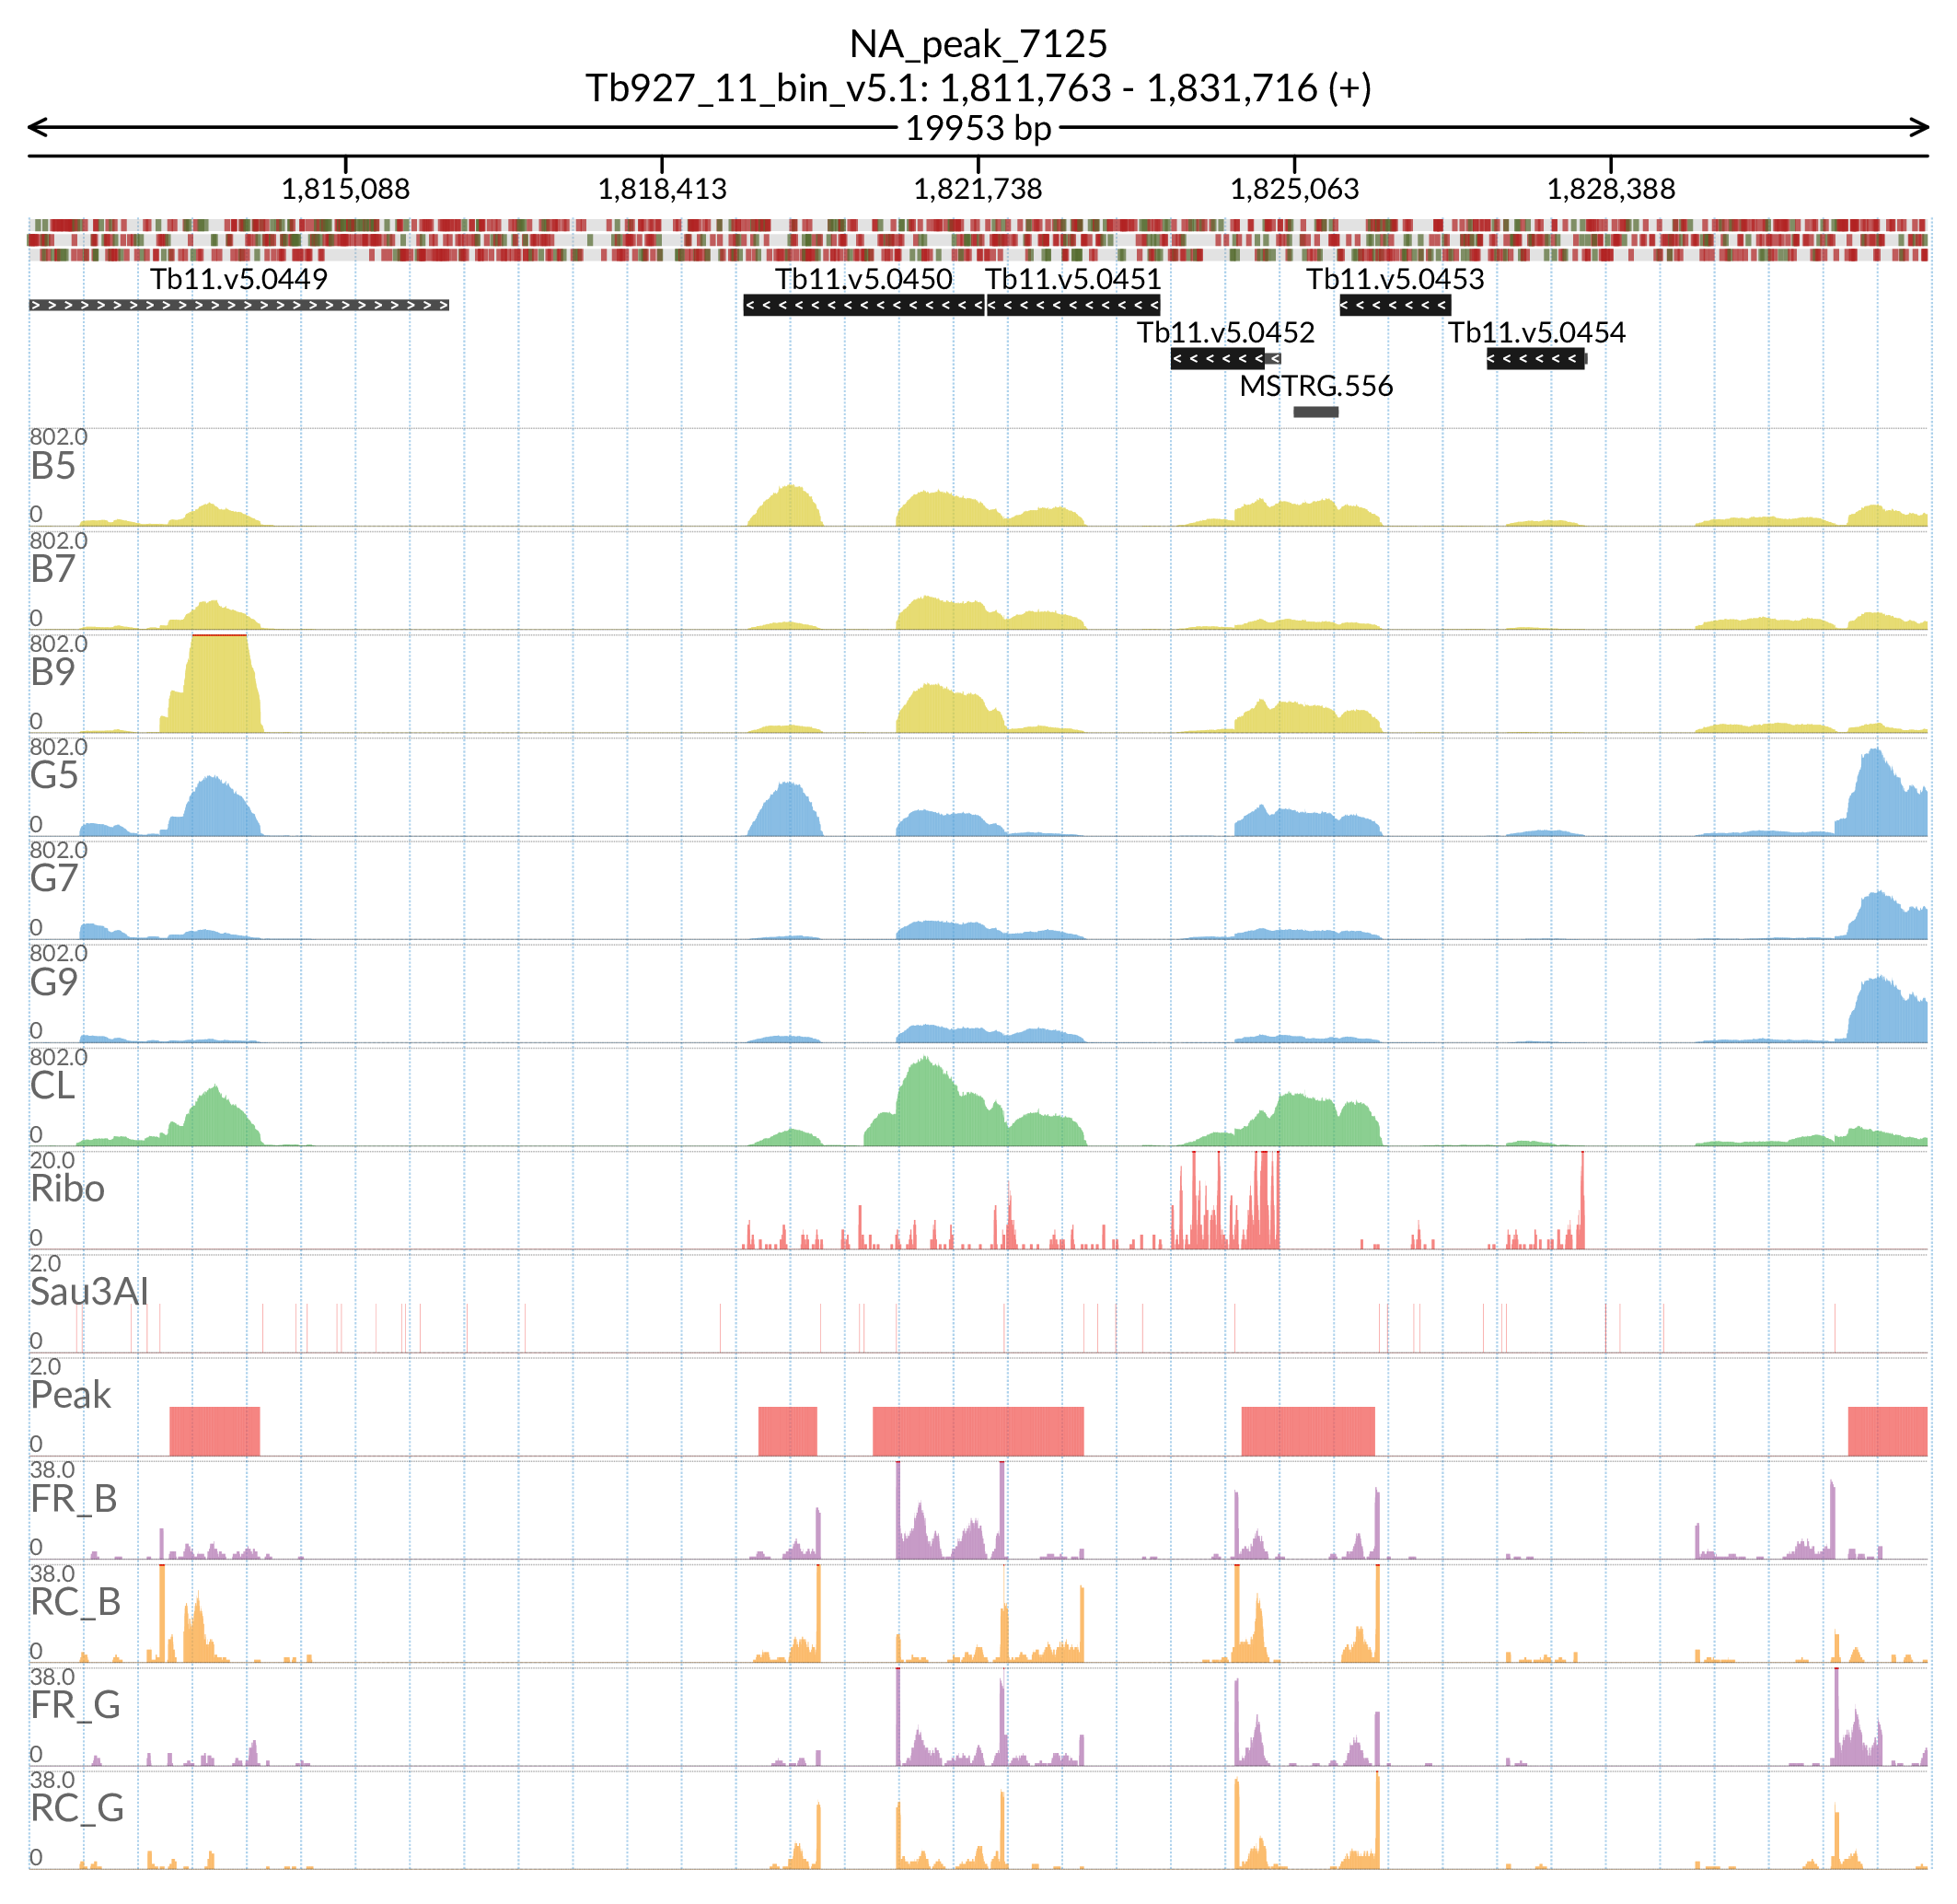 NA_peak_7125
Tb927_11_bin_v5.1: 1,811,763 - 1,831,716 (+)
19953 bp
1,815,088 1,818,413 1,821,738 1,825,063 1,828,388
Tb11.v5.0449 Tb11.v5.0450 Tb11.v5.0451 Tb11.v5.0453
Tb11.v5.0452 Tb11.v5.0454
MSTRG.556
802.0
B5
0
802.0
B7
0
802.0
B9
0
802.0
G5
0
802.0
G7
0
802.0
G9
0
802.0
CL
0
20.0
Ribo
0
2.0
Sau3AI
0
2.0
Peak
0
38.0
FR_B
0
38.0
RC_B
0
38.0
FR_G
0
38.0
RC_G
0